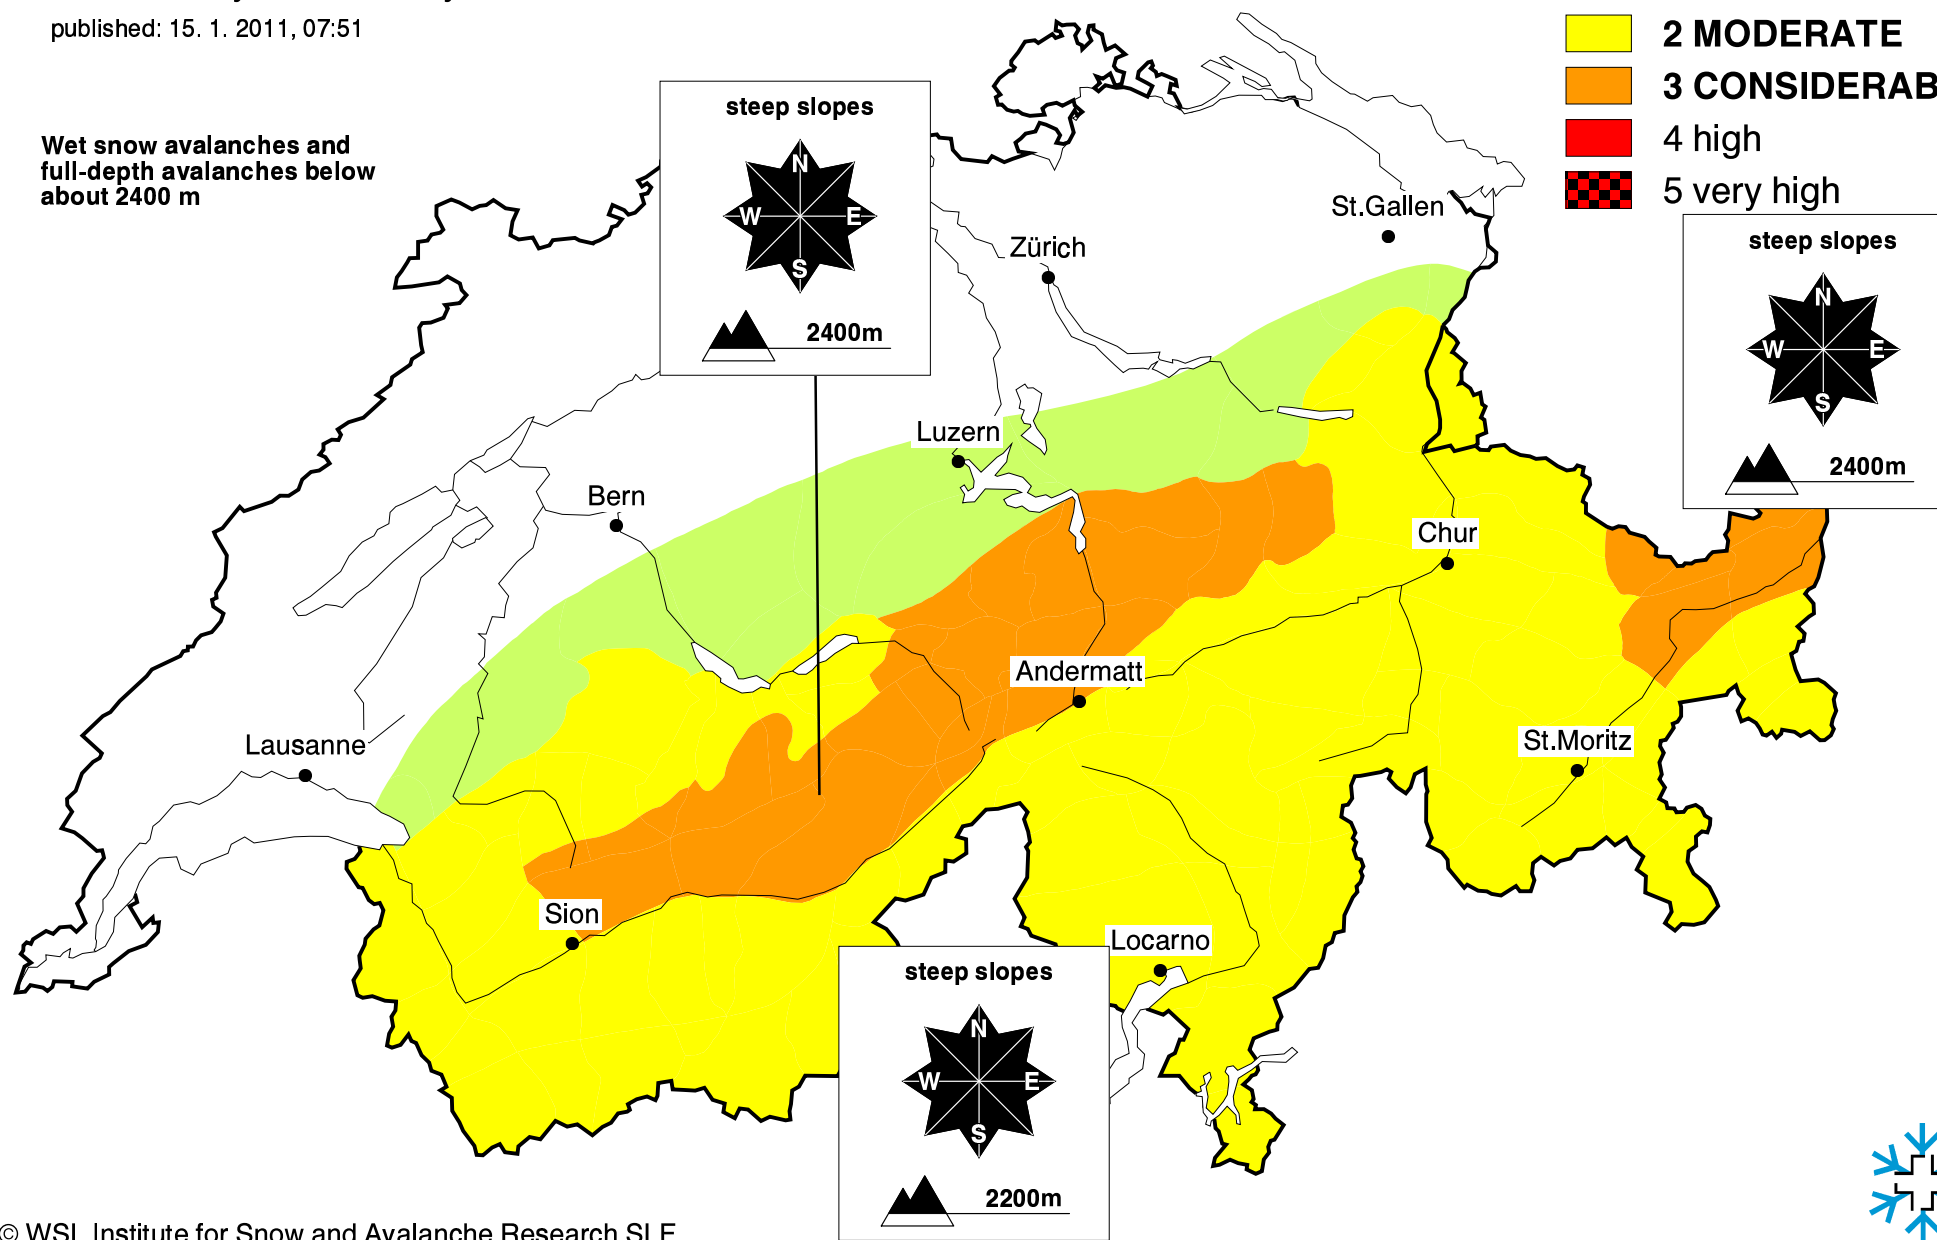 published: 15. 1. 2011, 07:51
2 MODERATE
3 CONSIDERAB
4 high
5 very high
Wet snow avalanches and
full-depth avalanches below
about 2400 m
steep slopes
N
W E
S
2400m
steep slopes
N
W E
S
2400m
St.Gallen
Zürich
Luzern
Bern
Chur
Andermatt
Lausanne
St.Moritz
Sion
Locarno
steep slopes
N
W E
S
2200m
© WSL Institute for Snow and Avalanche Research SLF